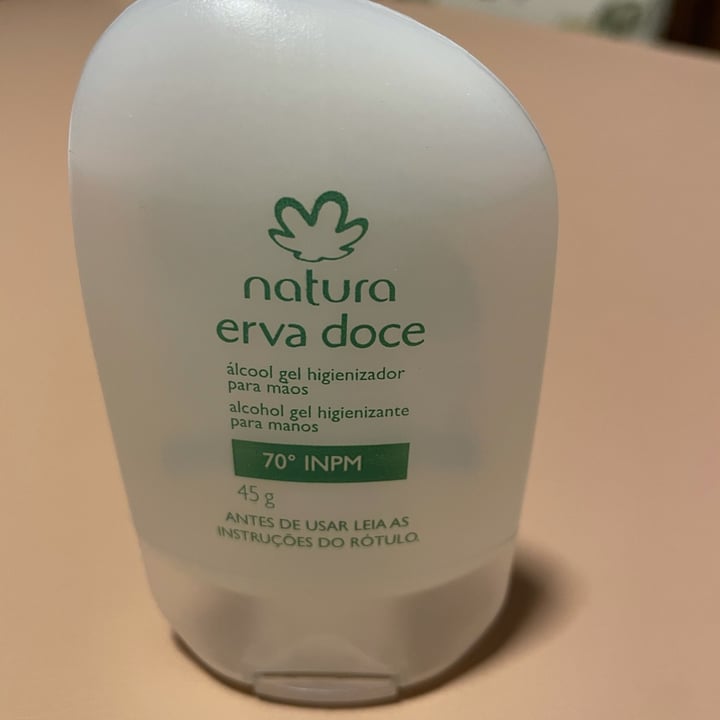 natura
erva doce
álcool gel higienizador
para mãos
alcohol gel higienizante
para manos
70° INPM
45 g
ANTES DE USAR LEIA AS
INSTRUÇÕES DO RÓTULO.